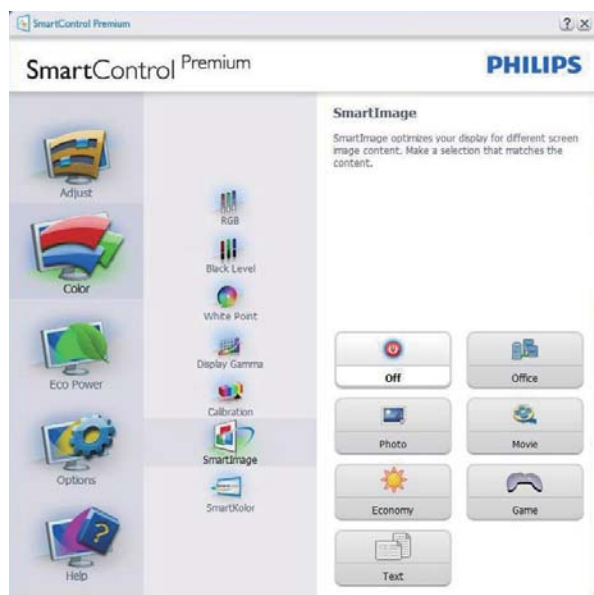 SmartControl Premium
SmartControl Premium
PHILIPS
Adjust
Color
Eco Power
Options
Help
RGB
Black Level
White Point
Display Gamma
Calibration
SmartImage
SmartKolor
SmartImage
SmartImage optimizes your display for different screen
image content. Make a selection that matches the
content.
Off
Office
Photo
Movie
Economy
Game
Text